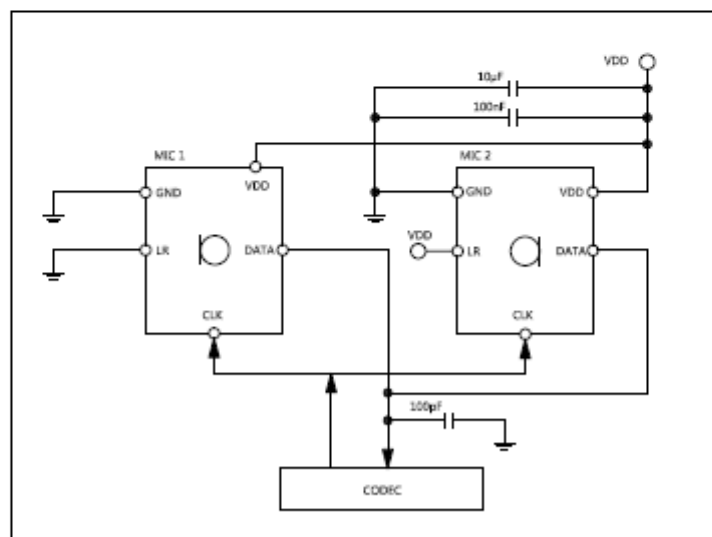 VDD
10µF
100nF
MIC 1
MIC 2
VDD
GND
GND
VDD
VDD
LR
DATA
LR
DATA
CLK
CLK
100pF
CODEC